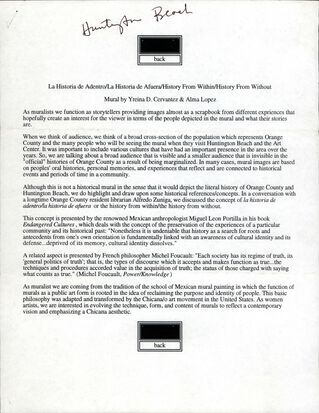 Huntington Beach
back
La Historia de Adentro/La Historia de Afuera/History From Within/History From Without
Mural by Yreina D. Cervantez & Alma Lopez
As muralists we function as storytellers providing images almost as a scrapbook from different experiences that
hopefully create an interest for the viewer in terms of the people depicted in the mural and what their stories
are.
When we think of audience, we think of a broad cross-section of the population which represents Orange
County and the many people who will be seeing the mural when they visit Huntington Beach and the Art
Center. It was important to include various cultures that have had an instant presence in the area over the
years. So, we are talking about a broad audience that is visible and a smaller audience that is invisible in the
"official" histories of Orange County as a result of being marginalized. In many cases, mural images are based
on peoples' oral histories, personal memories, and experiences that reflect and are connected to historical
events and periods of time in a community.
Although this is not a historical mural in the sense that it would depict the literal history of Orange County and
Huntington Beach, we do highlight and draw upon some historical references/concepts. In a conversation with
a longtime Orange County resident librarian Alfredo Zuniga, we discussed the concept of la historia de
adentro/la historia de afuera or the history from within/the history from without.
This concept is presented by the renowned Mexican anthropologist Miguel Leon Portilla in his book
Endangered Cultures, which deals with the concept of the preservation of the experiences of a particular
community and its historical past: "Nonetheless it is undeniable that history as a search for roots and
antecedents from one's own orientation is fundamentally linked with an awareness of cultural identity and its
defense...deprived of its memory, cultural identity dissolves."
A related aspect is presented by French philosopher Michel Foucault: "Each society has its regime of truth, its
'general politics of truth'; that is, the types of discourse which it accepts and makes function as true...the
techniques and procedures accorded value in the acquisition of truth; the status of those charged with saying
what counts as true." (Michel Foucault, Power/Knowledge)
As muralist we are coming from the tradition of the school of Mexican mural painting in which the function of
murals as a public art form is rooted in the idea of reclaiming the purpose and identity of people. This basic
philosophy was adapted and transformed by the Chicana/o art movement in the United States. As women
artists, we are interested in evolving the technique, form, and content of murals to reflect a contemporary
vision and emphasizing a Chicana aesthetic.
back